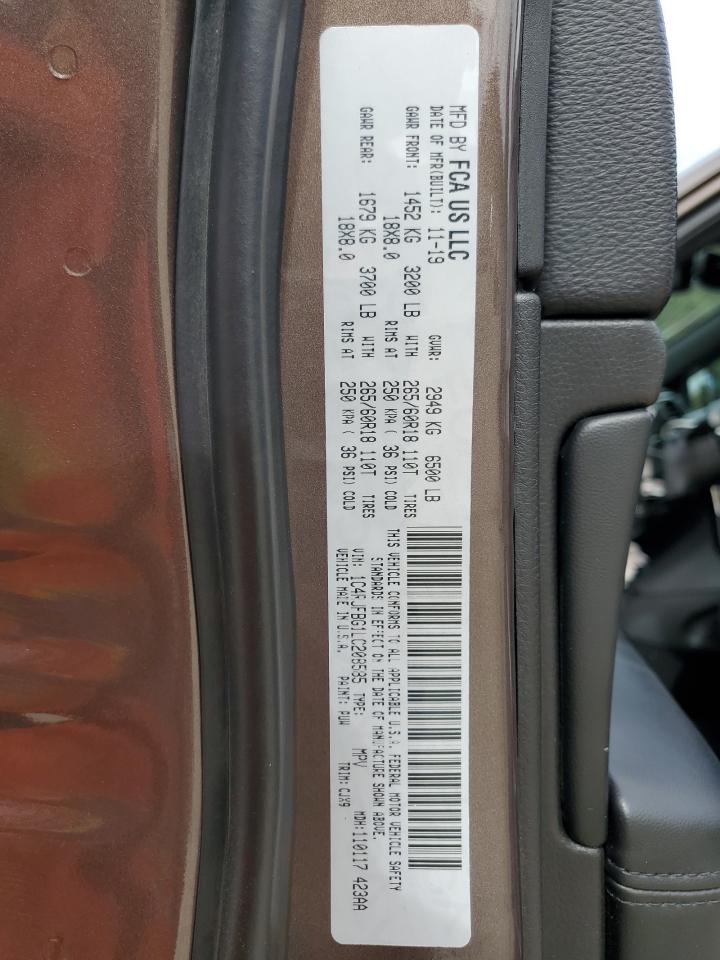 MFD BY FCA US LLC
DATE OF MFR(BUILT): 11-19 GVWR: 2949 KG 6500 LB
GAWR FRONT: 1452 KG 3200 LB WITH 265/60R18 110T TIRES
18X8.0 RIMS AT 250 KPA ( 36 PSI) COLD
GAWR REAR: 1679 KG 3700 LB WITH 265/60R18 110T TIRES
18X8.0 RIMS AT 250 KPA ( 36 PSI) COLD
THIS VEHICLE CONFORMS TO ALL APPLICABLE U.S.A. FEDERAL MOTOR VEHICLE SAFETY
STANDARDS IN EFFECT ON THE DATE OF MANUFACTURE SHOWN ABOVE.
VIN: 1C4RJFBG1LC208505 TYPE: MPV MDH:110117 423AA
VEHICLE MADE IN U.S.A. PAINT: PUW TRIM: CJX9